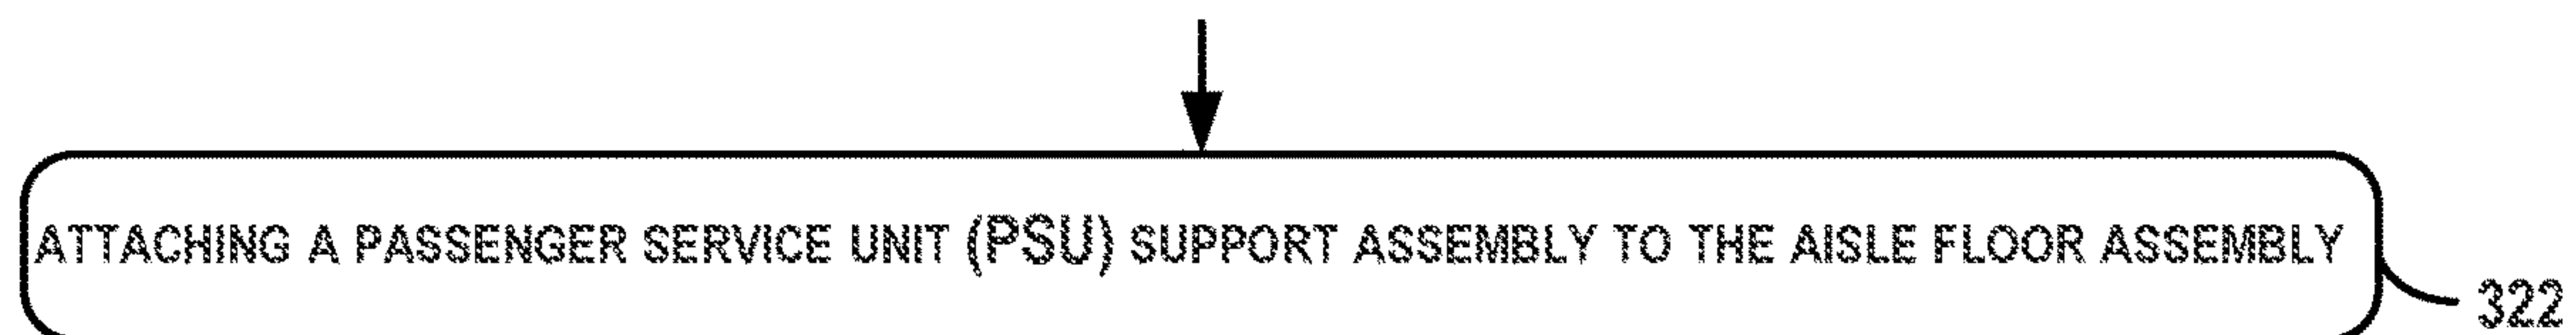 ATTACHING A PASSENGER SERVICE UNIT (PSU) SUPPORT ASSEMBLY TO THE AISLE FLOOR ASSEMBLY
322